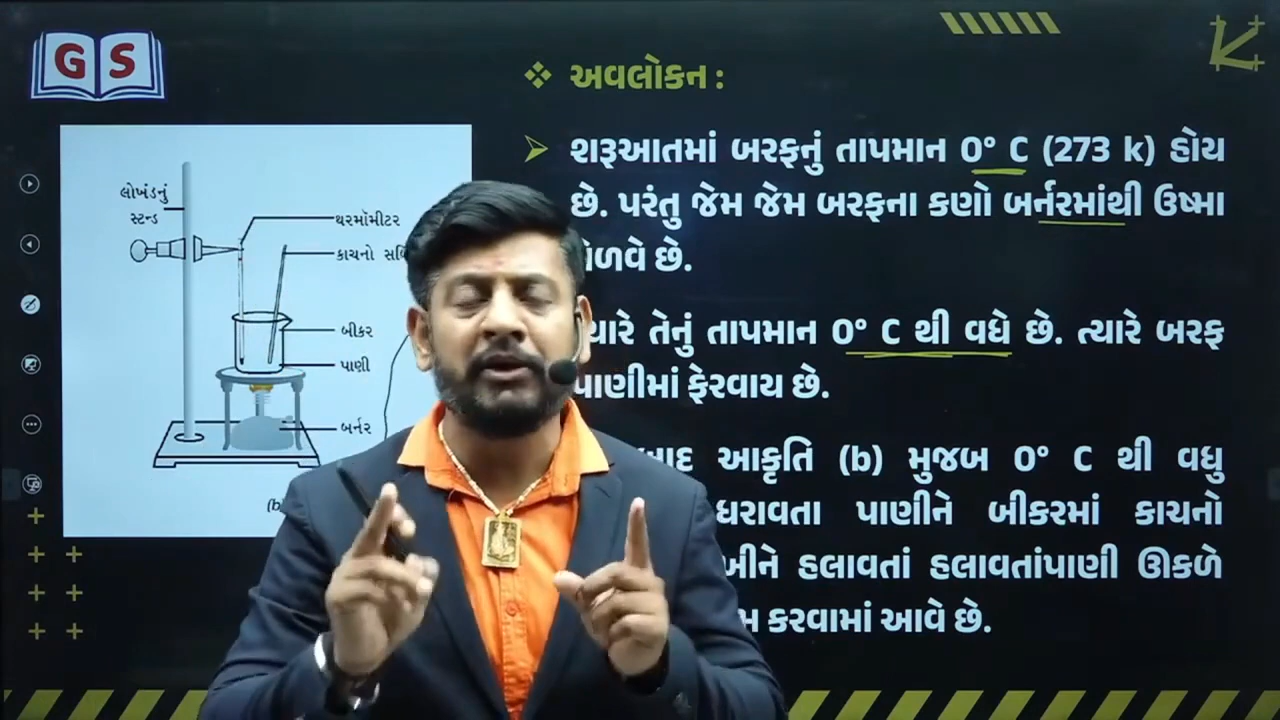 GS
અવલોકન :
શરૂઆતમાં બરફનું તાપમાન 0° C (273 k) હોય
છે. પરંતુ જેમ જેમ બરફના કણો બર્નરમાંથી ઉષ્મા
છે.
તેનું તાપમાન 0° C થી વધે છે. ત્યારે બરફ
પાણીમાં ફેરવાય છે.
આકૃતિ (b) મુજબ 0° C થી વધુ
ધરાવતા પાણીને બીકરમાં કાચનો
હલાવતાં હલાવતાંપાણી ઊકળે
કરવામાં આવે છે.
લોખંડનું
સ્ટેન્ડ
થરમૉમીટર
કાચનો
બીકર
પાણી
બર્નર